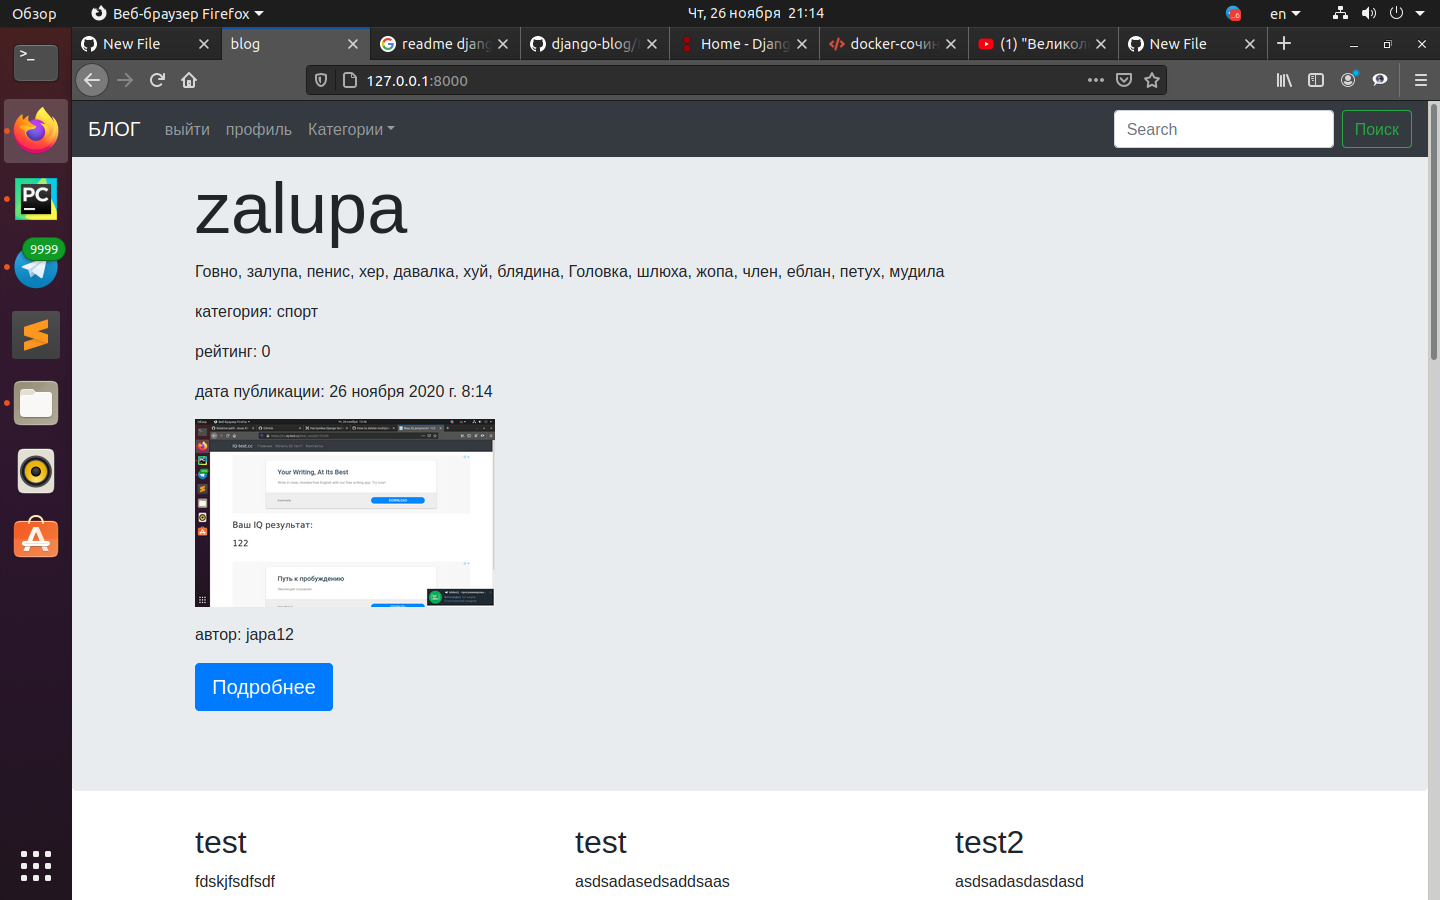 Обзор
Веб-браузер Firefox
Чт, 26 ноября 21:14
en
New File
blog
readme djang
django-blog/
Home - Djang
docker-сочин
(1) "Великол
New File
127.0.0.1:8000
БЛОГ
выйти
профиль
Категории
Search
Поиск
PC
9999
zalupa
Говно, залупа, пенис, хер, давалка, хуй, блядина, Головка, шлюха, жопа, член, еблан, петух, мудила
категория: спорт
рейтинг: 0
дата публикации: 26 ноября 2020 г. 8:14
Your Writing, At Its Best
DOWNLOAD
Ваш IQ результат:
122
Путь к пробуждению
автор: japa12
Подробнее
test
test
test2
fdskjfsdfsdf
asdsadasedsaddsaas
asdsadasdasdasd